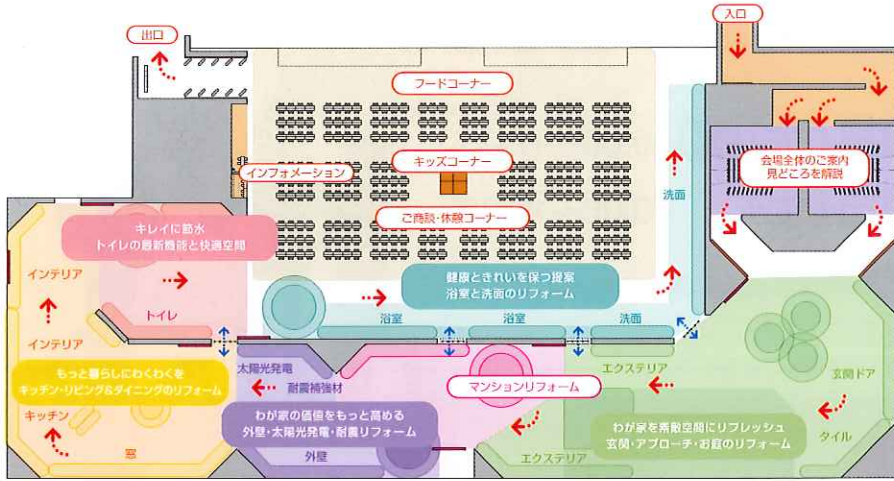 入口
出口
フードコーナー
キッズコーナー
インフォメーション
ご商談・休憩コーナー
会場全体のご案内
見どころを解説
洗面
キレイに節水
トイレの最新機能と快適空間
健康ときれいを保つ提案
浴室と洗面のリフォーム
インテリア
トイレ
浴室
浴室
洗面
インテリア
太陽光発電
エクステリア
もっと暮らしにわくわくを
キッチン・リビング&ダイニングのリフォーム
耐震補強材
マンションリフォーム
玄関ドア
キッチン
わが家の価値をもっと高める
外壁・太陽光発電・耐震リフォーム
わが家を素敵空間にリフレッシュ
玄関・アプローチ・お庭のリフォーム
タイル
窓
外壁
エクステリア